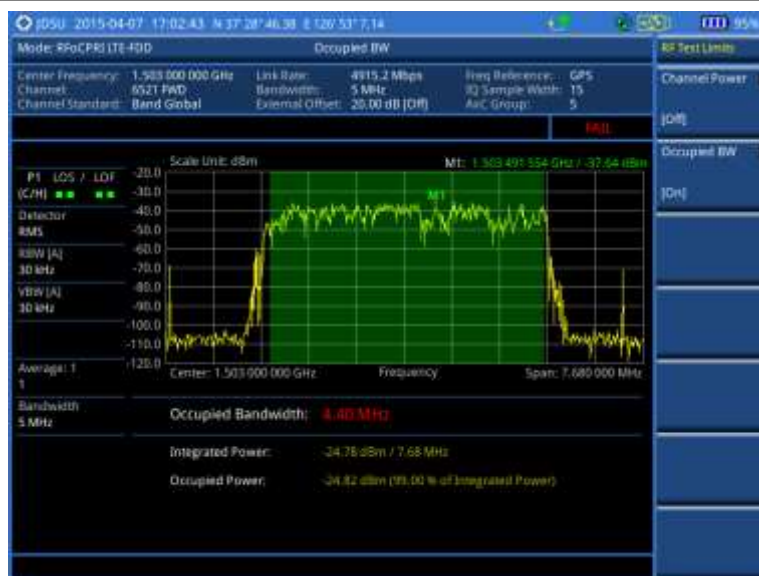 JDSU 2015-04-07 17:02:43 N 37° 28' 46.38 E 126° 53' 7.14 95%
Mode: RFoCPRI LTE-FDD Occupied BW RF Test Limits
Center Frequency: 1.503 000 000 GHz Link Rate: 4915.2 Mbps Freq Reference: GPS
Channel: 6521 FWD Bandwidth: 5 MHz IQ Sample Width: 15
Channel Standard: Band Global External Offset: 20.00 dB [Off] AxC Group: 5
Channel Power
[Off]
FAIL
Occupied BW
[On]
Scale Unit: dBm M1: 1.503 491 554 GHz / -37.64 dBm
P1 LOS / LOF
(C/H)
Detector
RMS
RBW [A]
30 kHz
VBW [A]
30 kHz
Average: 1
1
Bandwidth
5 MHz
-20.0
-30.0
-40.0
-50.0
-60.0
-70.0
-80.0
-90.0
-100.0
-110.0
-120.0
M1
Center: 1.503 000 000 GHz Frequency Span: 7.680 000 MHz
Occupied Bandwidth: 4.40 MHz
Integrated Power: -24.78 dBm / 7.68 MHz
Occupied Power: -24.82 dBm (99.00 % of Integrated Power)